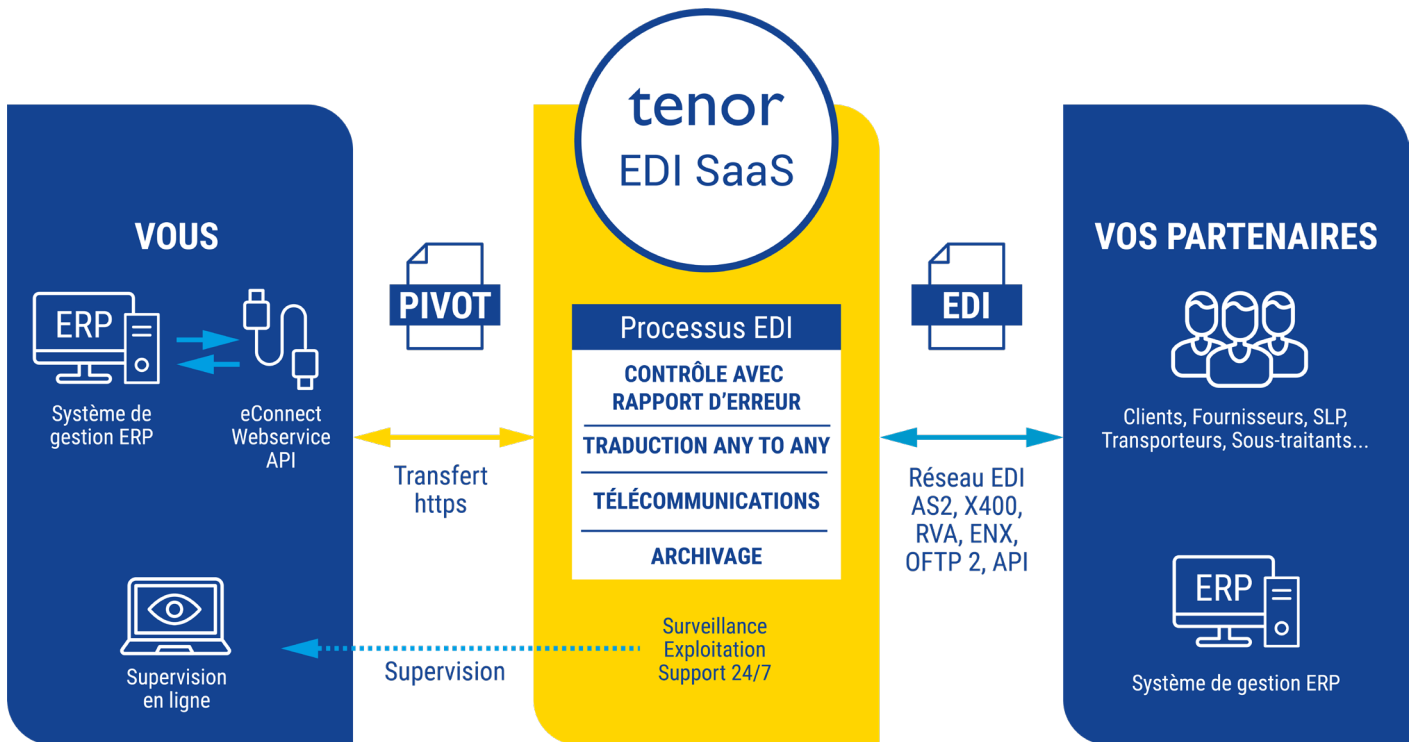 tenor
EDI SaaS
VOUS
ERP
Système de
gestion ERP
eConnect
Webservice
API
Supervision
en ligne
PIVOT
Transfert
https
Supervision
Processus EDI
CONTRÔLE AVEC
RAPPORT D'ERREUR
TRADUCTION ANY TO ANY
TÉLÉCOMMUNICATIONS
ARCHIVAGE
Surveillance
Exploitation
Support 24/7
EDI
Réseau EDI
AS2, X400,
RVA, ENX,
OFTP 2, API
VOS PARTENAIRES
Clients, Fournisseurs, SLP,
Transporteurs, Sous-traitants...
ERP
Système de gestion ERP